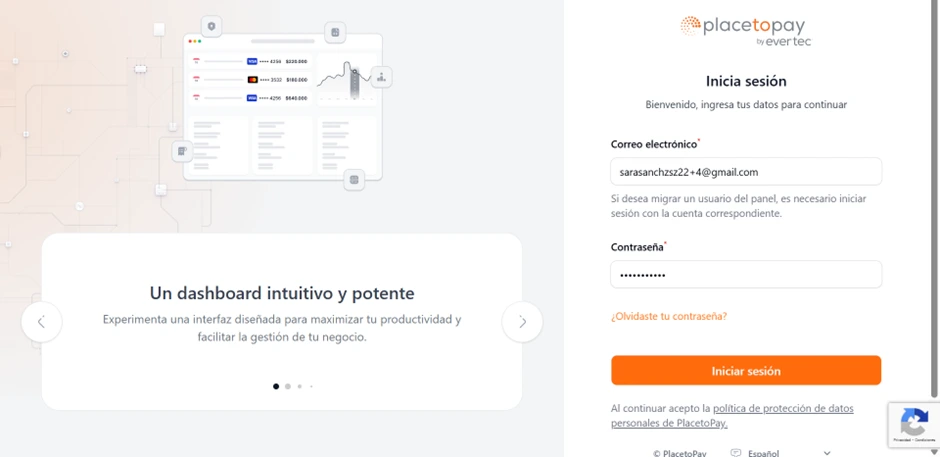 VISA •••• 4256 $220.000
•••• 3532 $180.000
VISA •••• 4256 $640.000
Un dashboard intuitivo y potente
Experimenta una interfaz diseñada para maximizar tu productividad y
facilitar la gestión de tu negocio.
placetopay
by evertec
Inicia sesión
Bienvenido, ingresa tus datos para continuar
Correo electrónico*
sarasanchzsz22+4@gmail.com
Si desea migrar un usuario del panel, es necesario iniciar
sesión con la cuenta correspondiente.
Contraseña*
•••••••••••
¿Olvidaste tu contraseña?
Iniciar sesión
Al continuar acepto la política de protección de datos
personales de PlacetoPay.
Privacidad - Condiciones
© PlacetoPay Español